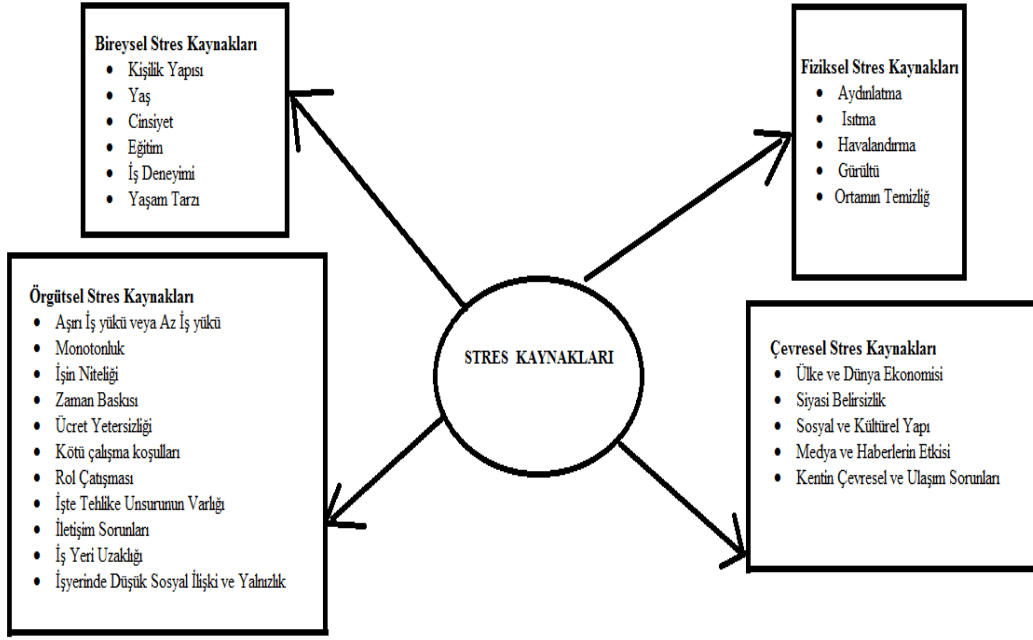 Bireysel Stres Kaynakları
• Kişilik Yapısı
• Yaş
• Cinsiyet
• Eğitim
• İş Deneyimi
• Yaşam Tarzı
Fiziksel Stres Kaynakları
• Aydınlatma
• Isıtma
• Havalandırma
• Gürültü
• Ortamın Temizliğ
STRES KAYNAKLARI
Örgütsel Stres Kaynakları
• Aşırı İş yükü veya Az İş yükü
• Monotonluk
• İşin Niteliği
• Zaman Baskısı
• Ücret Yetersizliği
• Kötü çalışma koşulları
• Rol Çatışması
• İşte Tehlike Unsurunun Varlığı
• İletişim Sorunları
• İş Yeri Uzaklığı
• İşyerinde Düşük Sosyal İlişki ve Yalnızlık
Çevresel Stres Kaynakları
• Ülke ve Dünya Ekonomisi
• Siyasi Belirsizlik
• Sosyal ve Kültürel Yapı
• Medya ve Haberlerin Etkisi
• Kentin Çevresel ve Ulaşım Sorunları